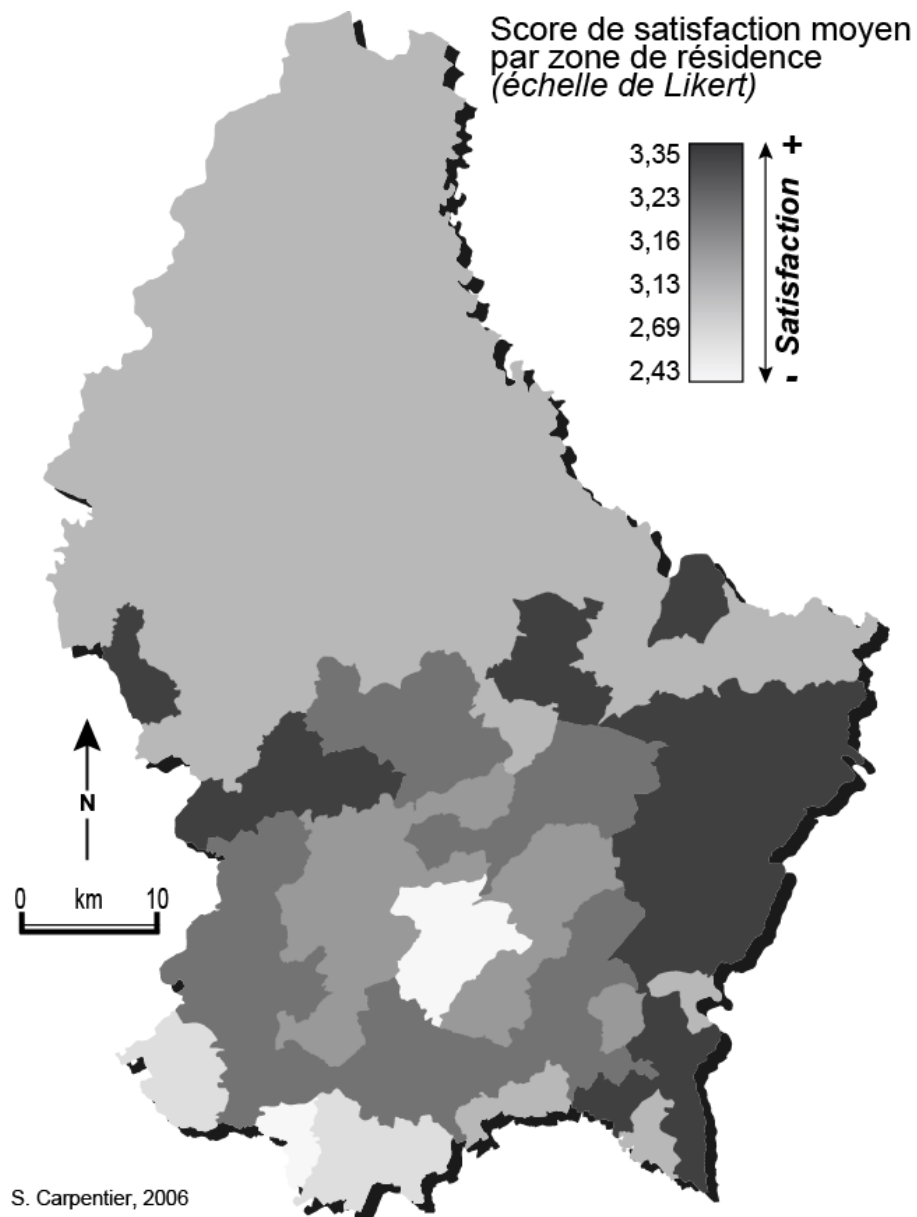 Score de satisfaction moyen
par zone de résidence
(échelle de Likert)
3,35
3,23
3,16
3,13
2,69
2,43
- Satisfaction +
N
0 km 10
S. Carpentier, 2006